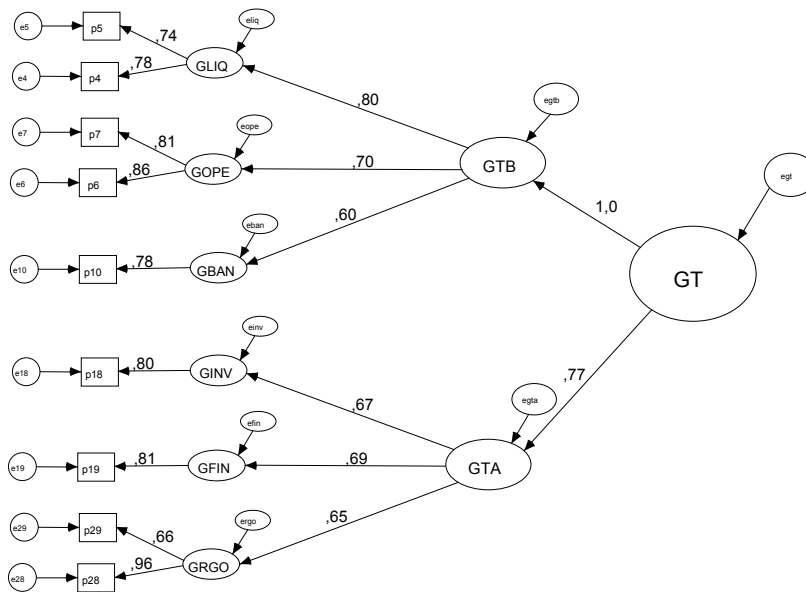 e5
p5
,74
eliq
GLIQ
e4
p4
,78
,80
e7
p7
,81
eope
GOPE
e6
p6
,86
,70
egtb
GTB
,60
eban
GBAN
e10
p10
,78
1,0
egt
GT
einv
GINV
e18
p18
,80
,67
,77
egta
GTA
efin
GFIN
e19
p19
,81
,69
e29
p29
,66
ergo
GRGO
,65
e28
p28
,96